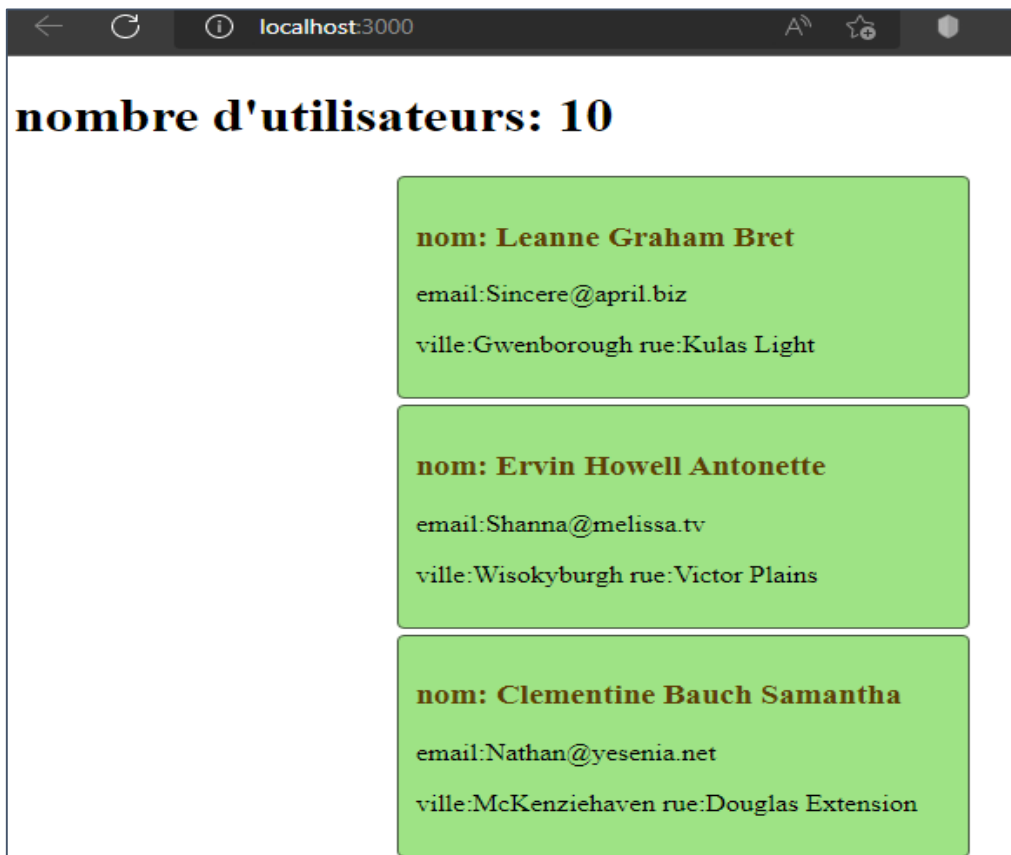 localhost:3000
nombre d'utilisateurs: 10
nom: Leanne Graham Bret
email:Sincere@april.biz
ville:Gwenborough rue:Kulas Light
nom: Ervin Howell Antonette
email:Shanna@melissa.tv
ville:Wisokyburgh rue:Victor Plains
nom: Clementine Bauch Samantha
email:Nathan@yesenia.net
ville:McKenziehaven rue:Douglas Extension